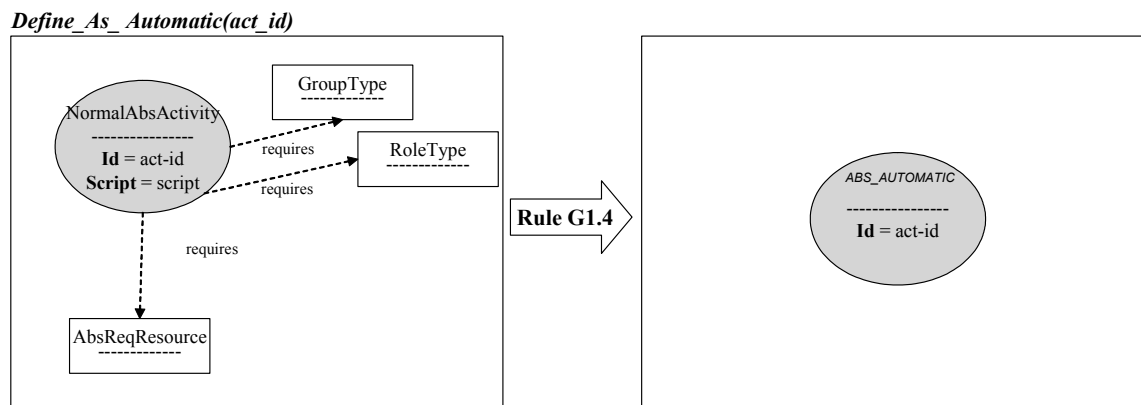 Define_As_ Automatic(act_id)
GroupType
-------------
NormalAbsActivity
----------------
Id = act-id
Script = script
requires
RoleType
-------------
requires
requires
AbsReqResource
-------------
Rule G1.4
ABS_AUTOMATIC
----------------
Id = act-id